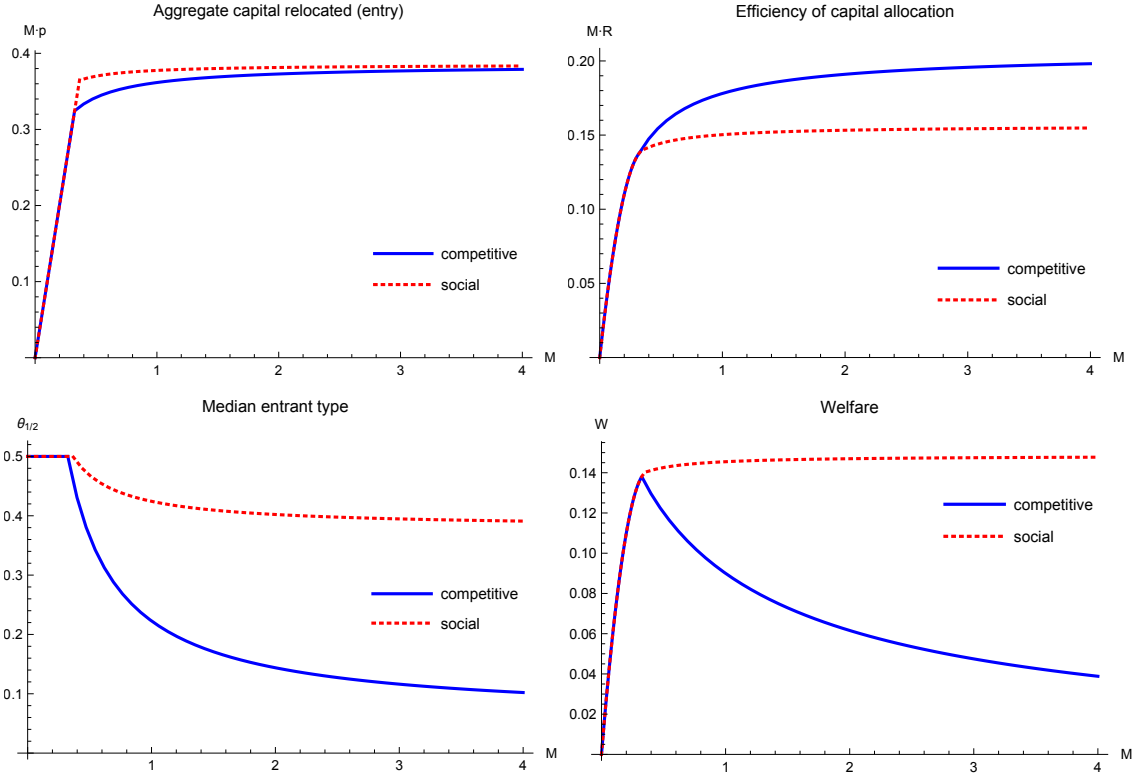 Aggregate capital relocated (entry)
M·p
0.4
0.3
0.2
0.1
competitive
social
1
2
3
4
M
Efficiency of capital allocation
M·R
0.20
0.15
0.10
0.05
competitive
social
1
2
3
4
M
Median entrant type
θ1/2
0.5
0.4
0.3
0.2
0.1
competitive
social
1
2
3
4
M
Welfare
W
0.14
0.12
0.10
0.08
0.06
0.04
0.02
competitive
social
1
2
3
4
M